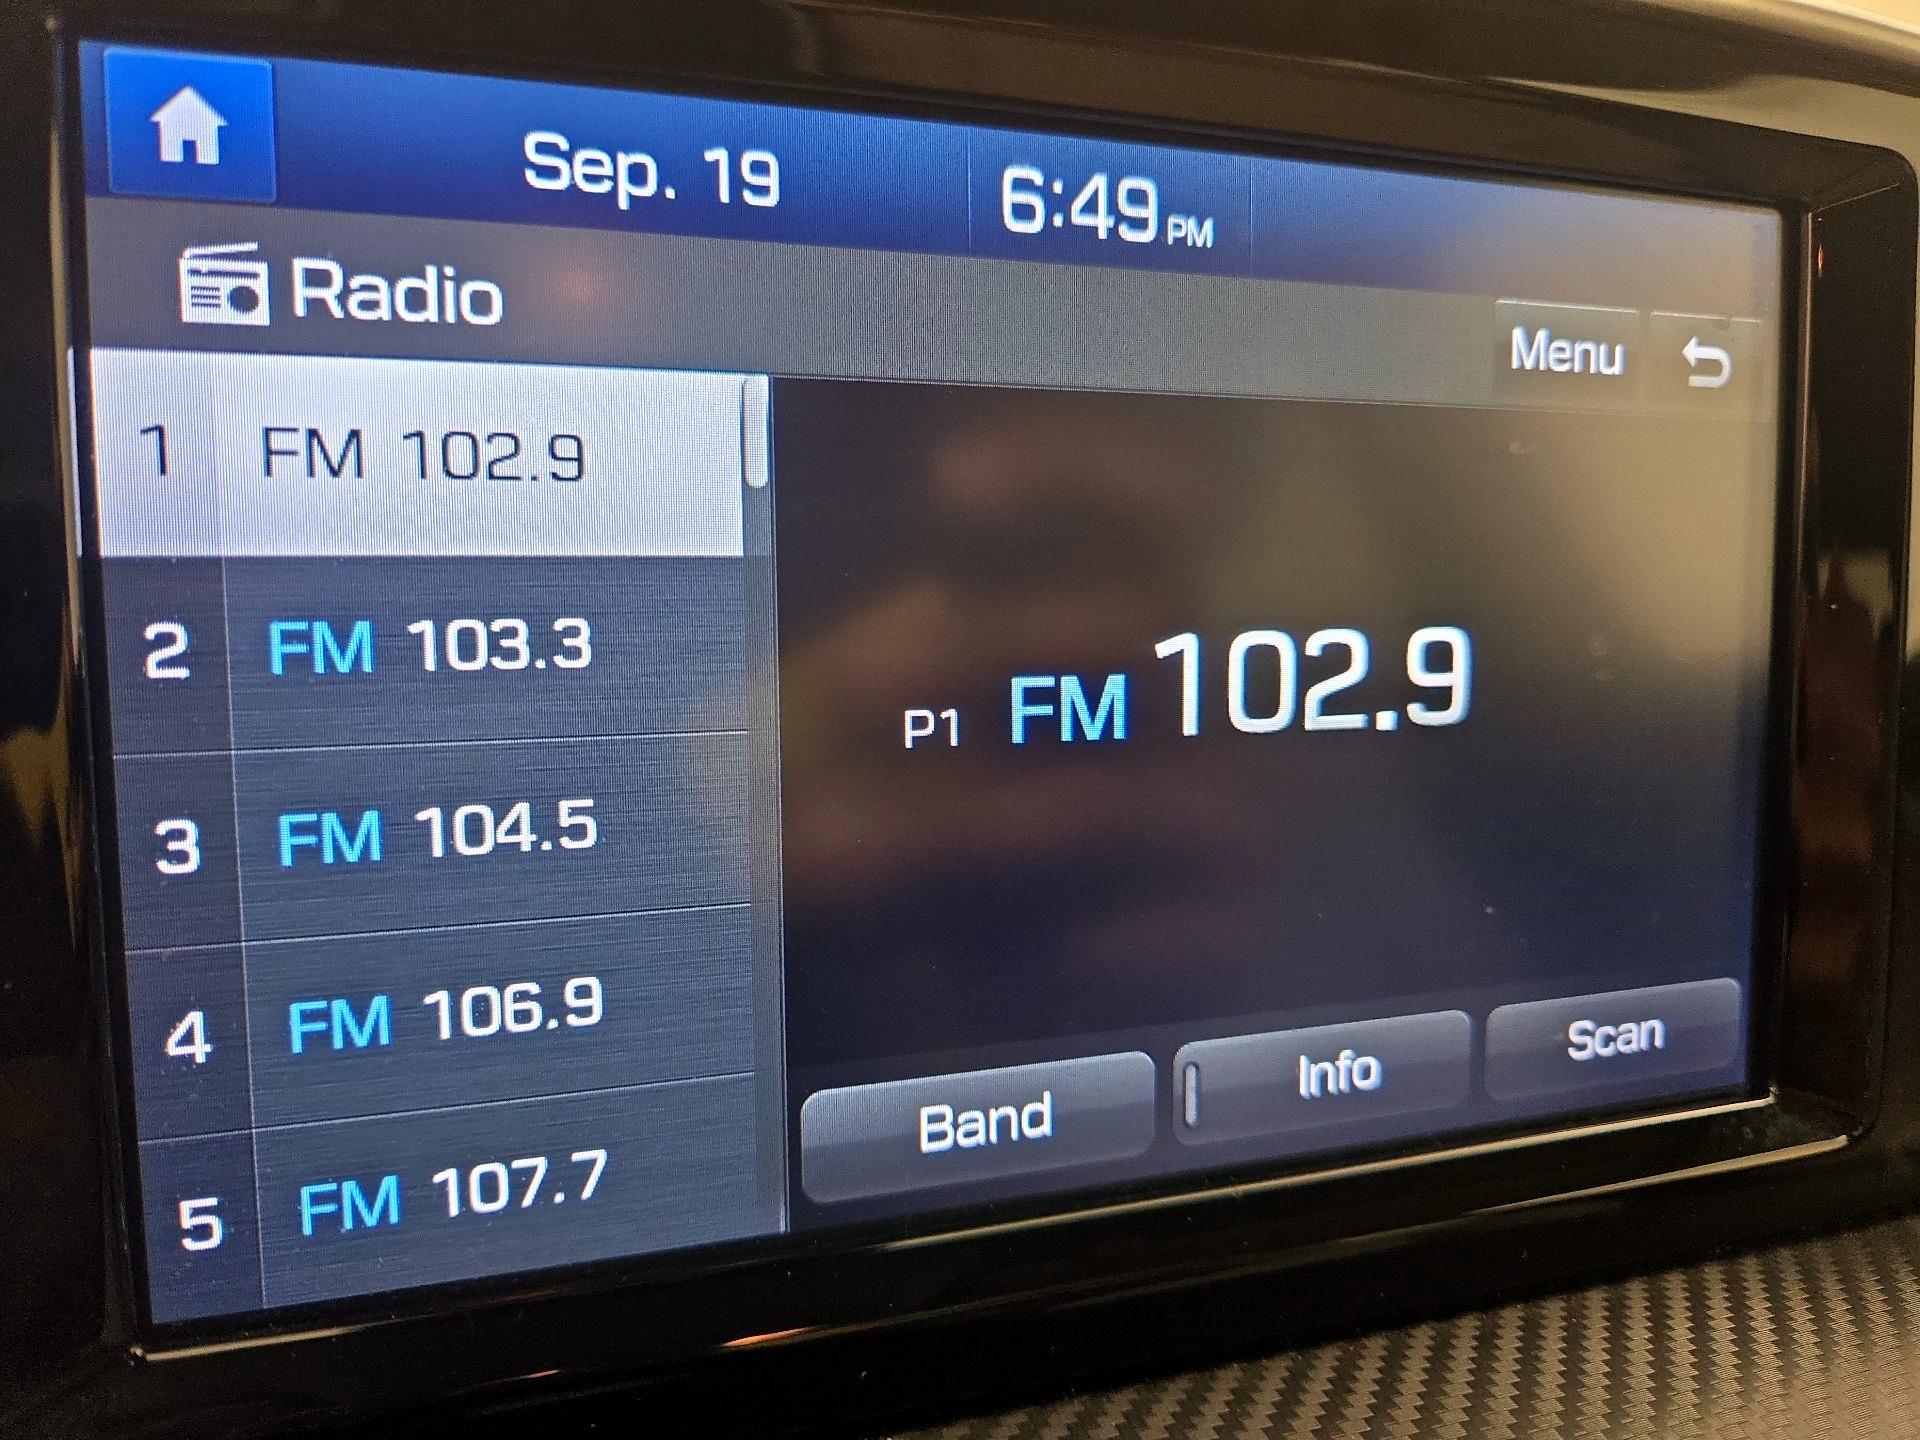 Sep. 19 6:49 PM
Radio
Menu
1 FM 102.9
2 FM 103.3
3 FM 104.5
4 FM 106.9
5 FM 107.7
P1 FM 102.9
Band Info Scan